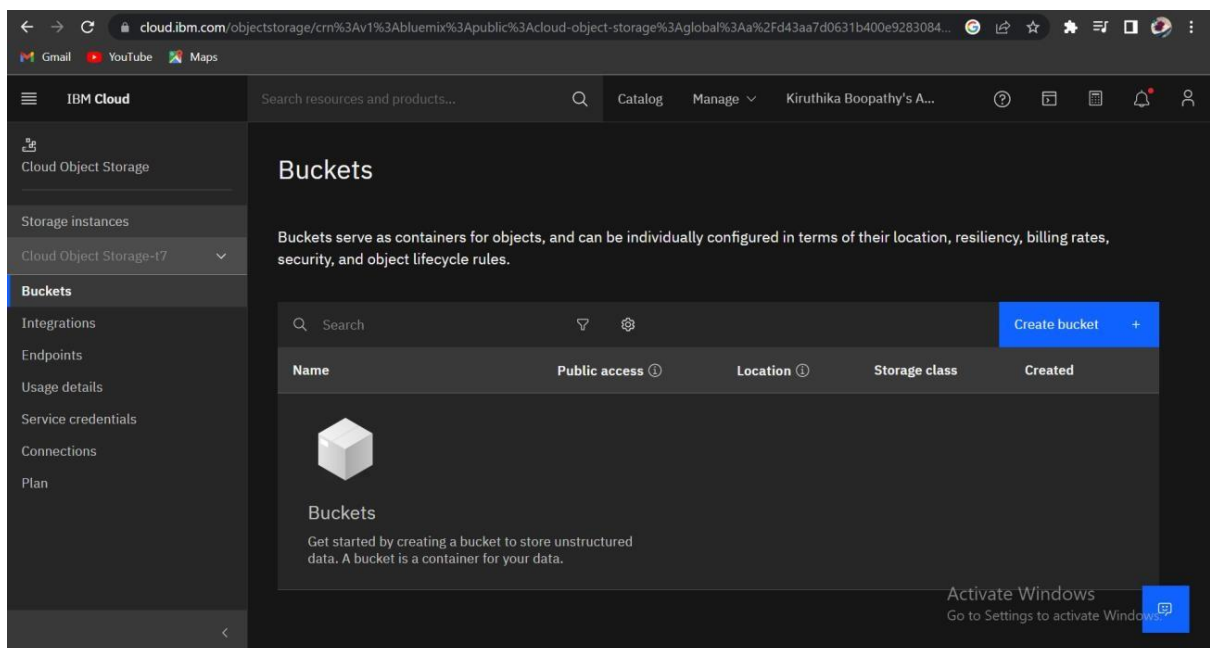 cloud.ibm.com/objectstorage/crn%3Av1%3Abluemix%3Apublic%3Acloud-object-storage%3Aglobal%3Aa%2Fd43aa7d0631b400e9283084...
Gmail YouTube Maps
IBM Cloud Search resources and products... Catalog Manage Kiruthika Boopathy's A...
Cloud Object Storage
Storage instances
Cloud Object Storage-t7
Buckets
Integrations
Endpoints
Usage details
Service credentials
Connections
Plan
Buckets
Buckets serve as containers for objects, and can be individually configured in terms of their location, resiliency, billing rates,
security, and object lifecycle rules.
Search Create bucket +
Name Public access Location Storage class Created
Buckets
Get started by creating a bucket to store unstructured
data. A bucket is a container for your data.
Activate Windows
Go to Settings to activate Windows.